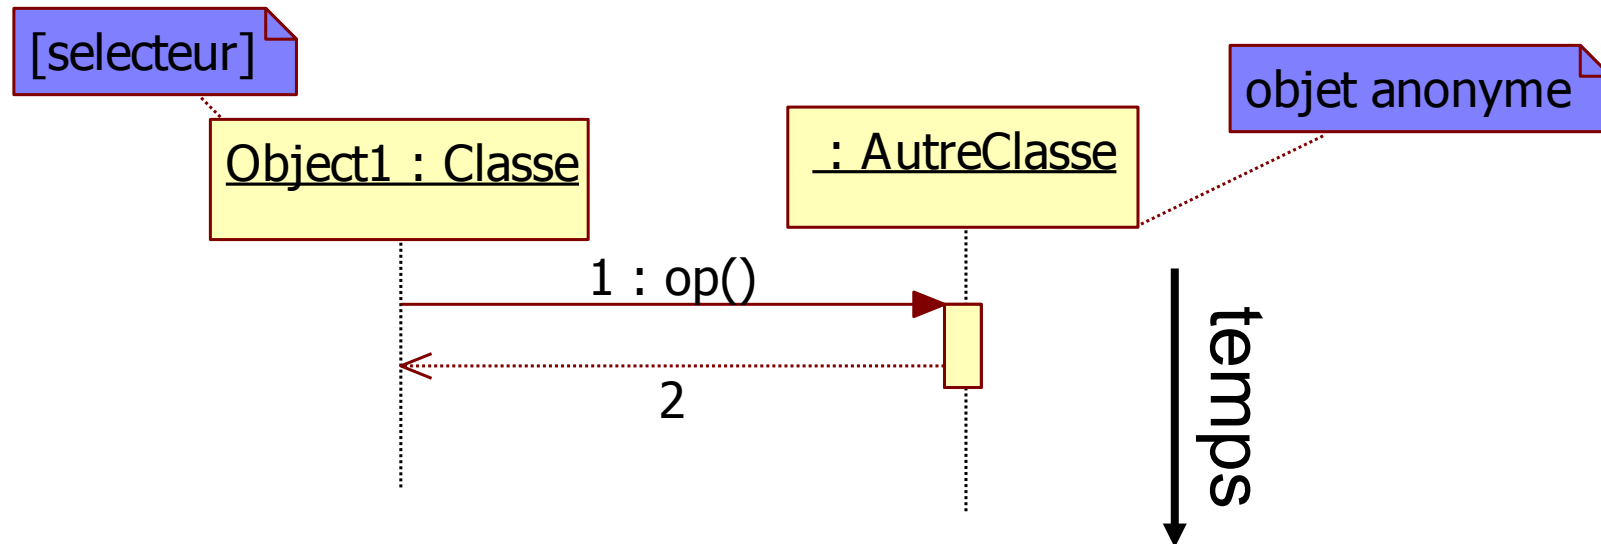 [selecteur]
objet anonyme
Object1 : Classe
: AutreClasse
1 : op()
2
temps